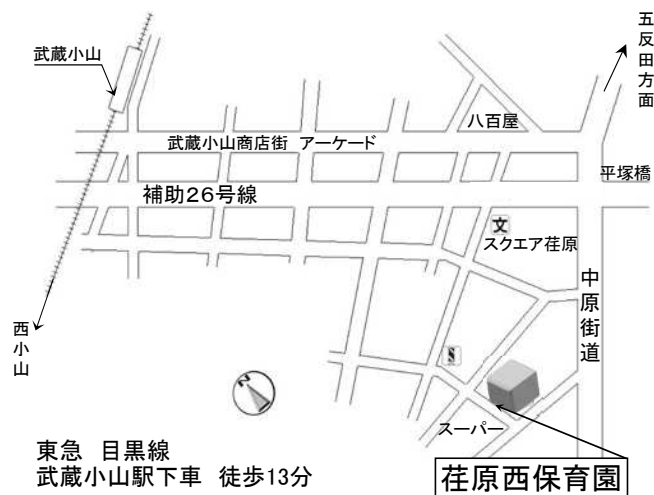 五反田方面
武蔵小山
八百屋
武蔵小山商店街 アーケード
平塚橋
補助26号線
文
スクエア荏原
中原街道
西小山
S
N
スーパー
東急 目黒線
武蔵小山駅下車 徒歩13分
荏原西保育園